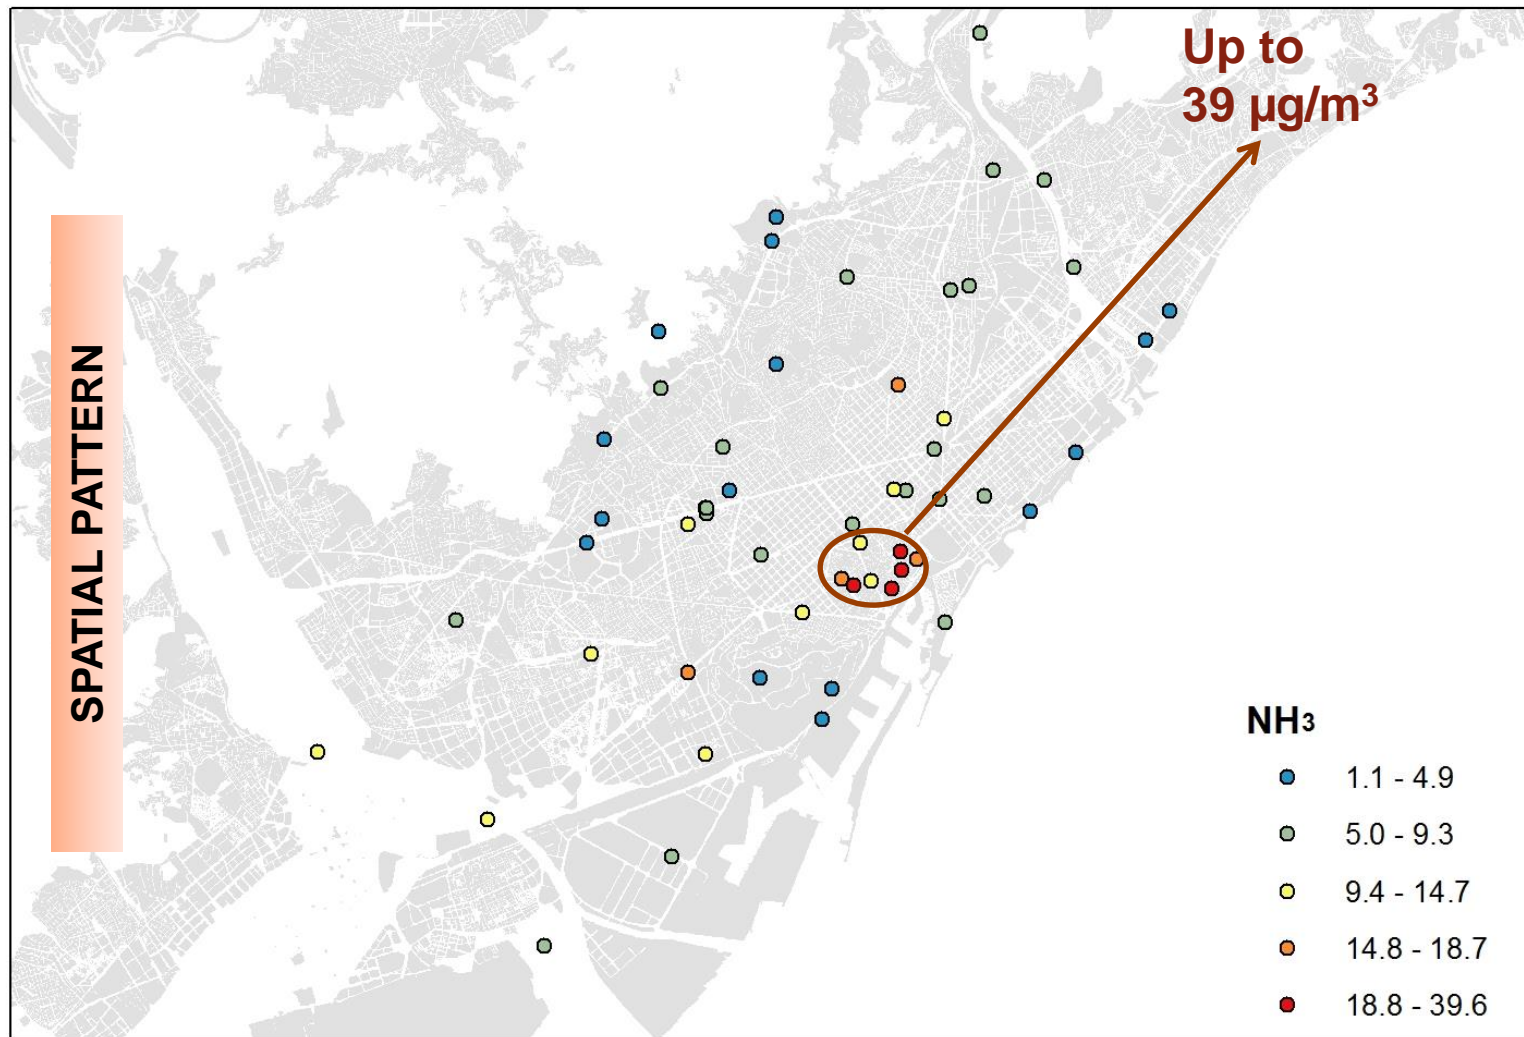 Up to
39 µg/m³
SPATIAL PATTERN
NH₃
1.1 - 4.9
5.0 - 9.3
9.4 - 14.7
14.8 - 18.7
18.8 - 39.6